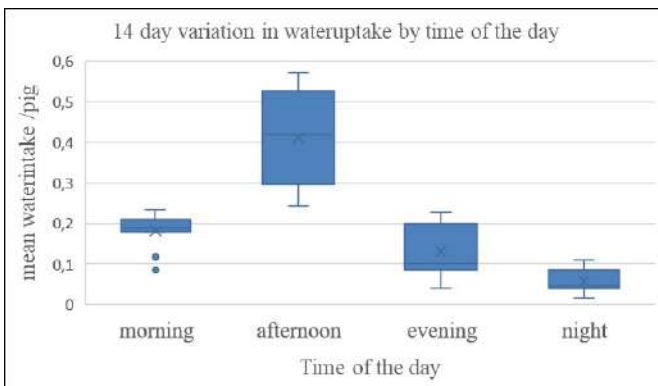 14 day variation in wateruptake by time of the day
mean waterintake /pig
0,6
0,5
0,4
0,3
0,2
0,1
0
morning afternoon evening night
Time of the day